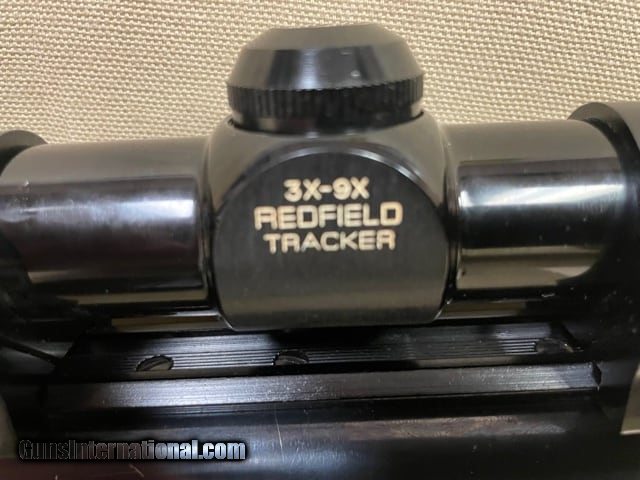 3X-9X
REDFIELD
TRACKER
GunsInternational.com